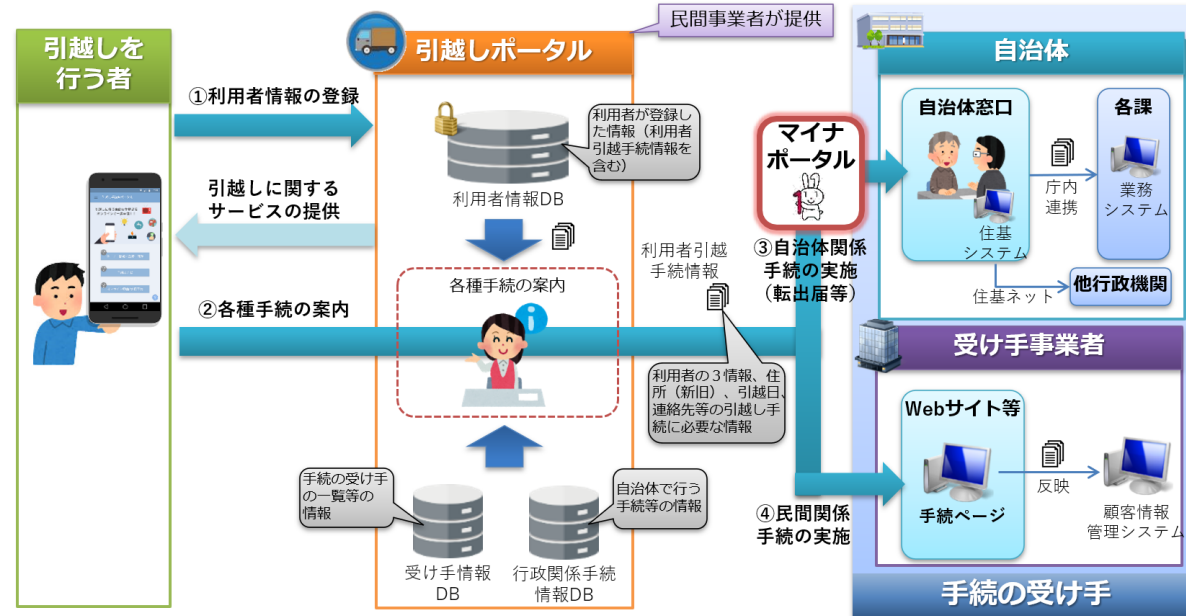 引越しを
行う者
①利用者情報の登録
引越しに関する
サービスの提供
②各種手続の案内
民間事業者が提供
引越しポータル
利用者が登録し
た情報（利用者
引越手続情報を
含む）
利用者情報DB
各種手続の案内
手続の受け手
の一覧等の
情報
自治体で行う
手続等の情報
受け手情報
DB
行政関係手続
情報DB
利用者引越
手続情報
利用者の３情報、住
所（新旧）、引越日、
連絡先等の引越し手
続に必要な情報
マイナ
ポータル
③自治体関係
手続の実施
（転出届等）
④民間関係
手続の実施
自治体
自治体窓口
住基
システム
庁内
連携
各課
業務
システム
住基ネット
他行政機関
受け手事業者
Webサイト等
手続ページ
反映
顧客情報
管理システム
手続の受け手